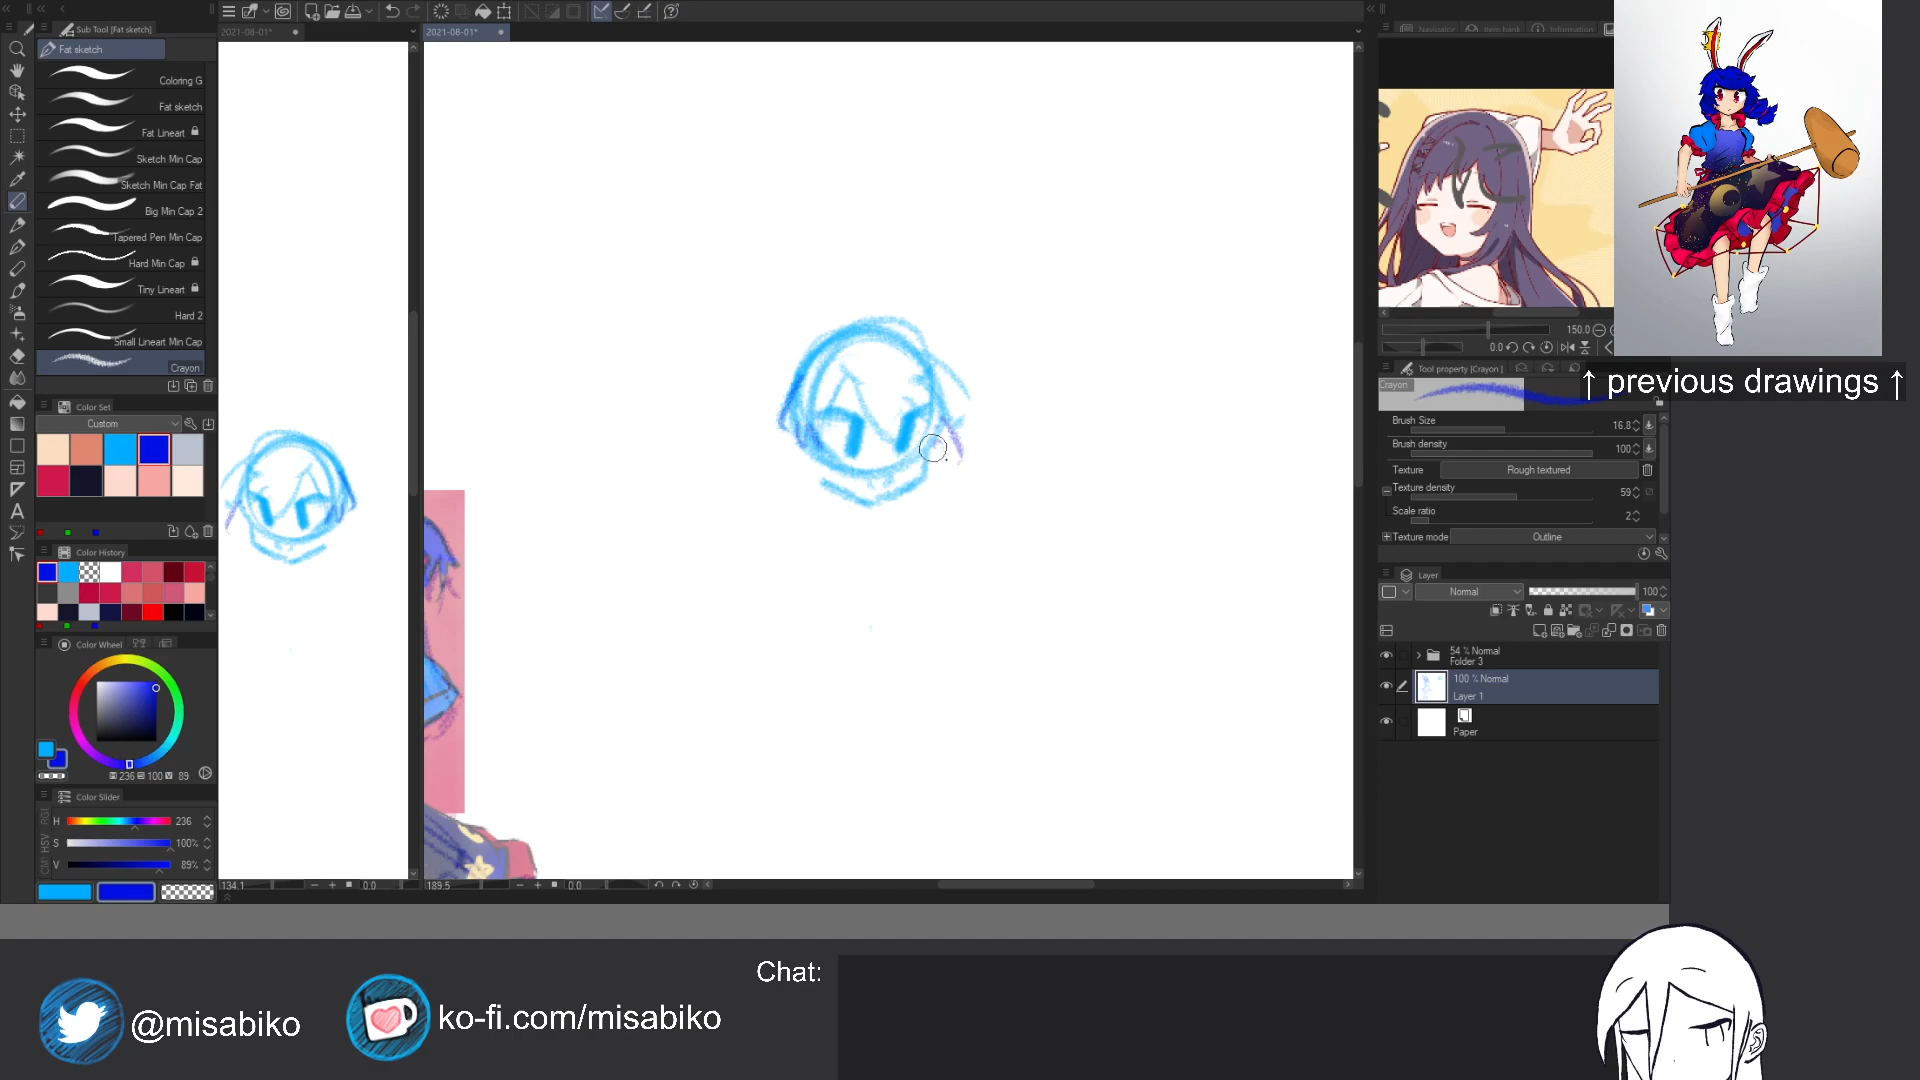 Sub Tool [Fat sketch]
Fat sketch
Coloring G
Fat sketch
Fat Lineart
Sketch Min Cap
Sketch Min Cap Fat
Big Min Cap 2
Tapered Pen Min Cap
Hard Min Cap
Tiny Lineart
Hard 2
Small Lineart Min Cap
Crayon
Color Set
Custom
Color History
Color Wheel
236 100 89
Color Slider
H 236
S 100%
V 89%
2021-08-01*
2021-08-01*
134.1
0.0
189.5
0.0
Navigator
Item bank
Information
150.0
0.0
Tool property [Crayon]
Crayon
Brush Size 16.8
Brush density 100
Texture Rough textured
Texture density 59
Scale ratio 2
Texture mode Outline
Layer
Normal 100
54 % Normal
Folder 3
100 % Normal
Layer 1
Paper
↑ previous drawings ↑
Chat:
@misabiko
ko-fi.com/misabiko